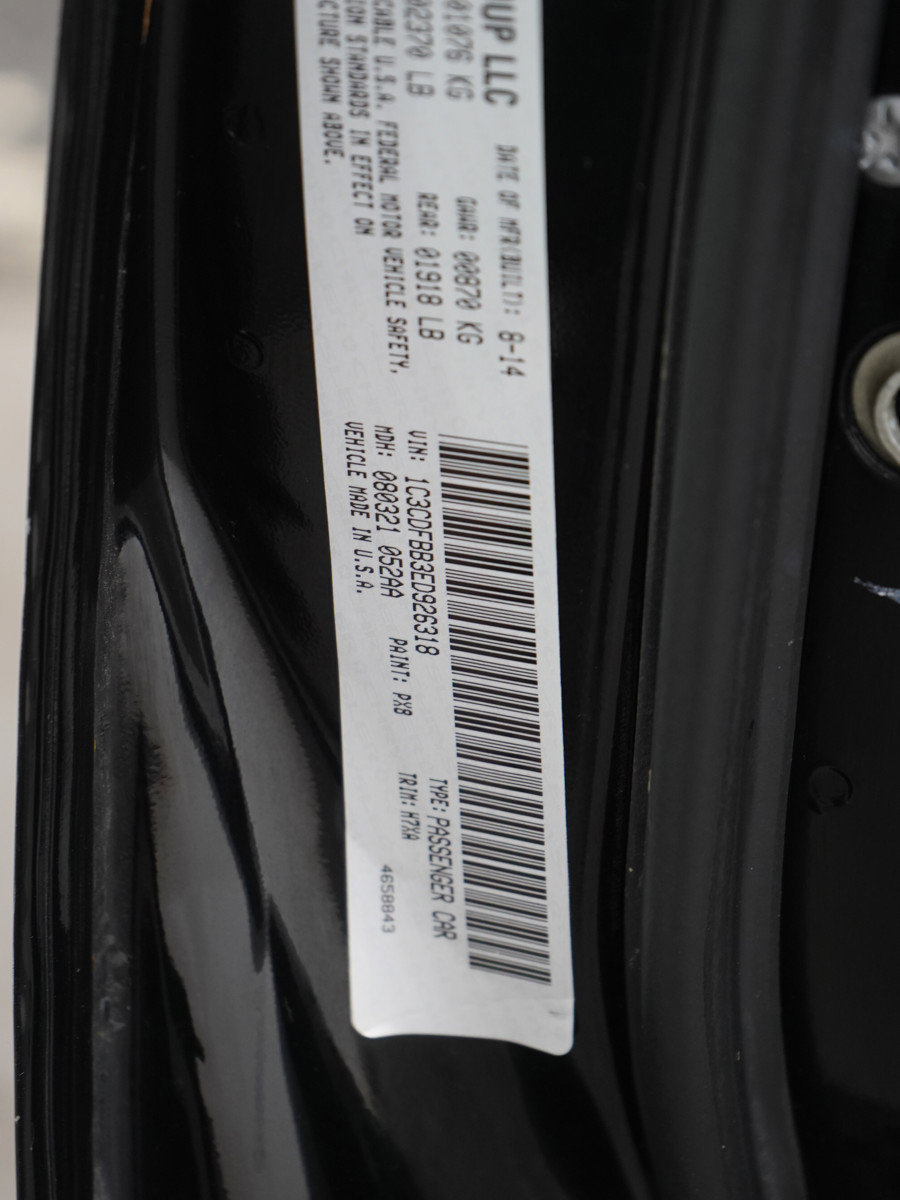 UP LLC
DATE OF MFR(BUILT): 8-14
01076 KG
GAWR: 00870 KG
02370 LB
REAR: 01918 LB
CABLE U.S.A. FEDERAL MOTOR VEHICLE SAFETY,
ION STANDARDS IN EFFECT ON
CTURE SHOWN ABOVE.
VIN: 1C3CDFBB3ED926318
TYPE: PASSENGER CAR
MDH: 080321 052AA
PAINT: PX8
TRIM: H7XA
VEHICLE MADE IN U.S.A.
4658843